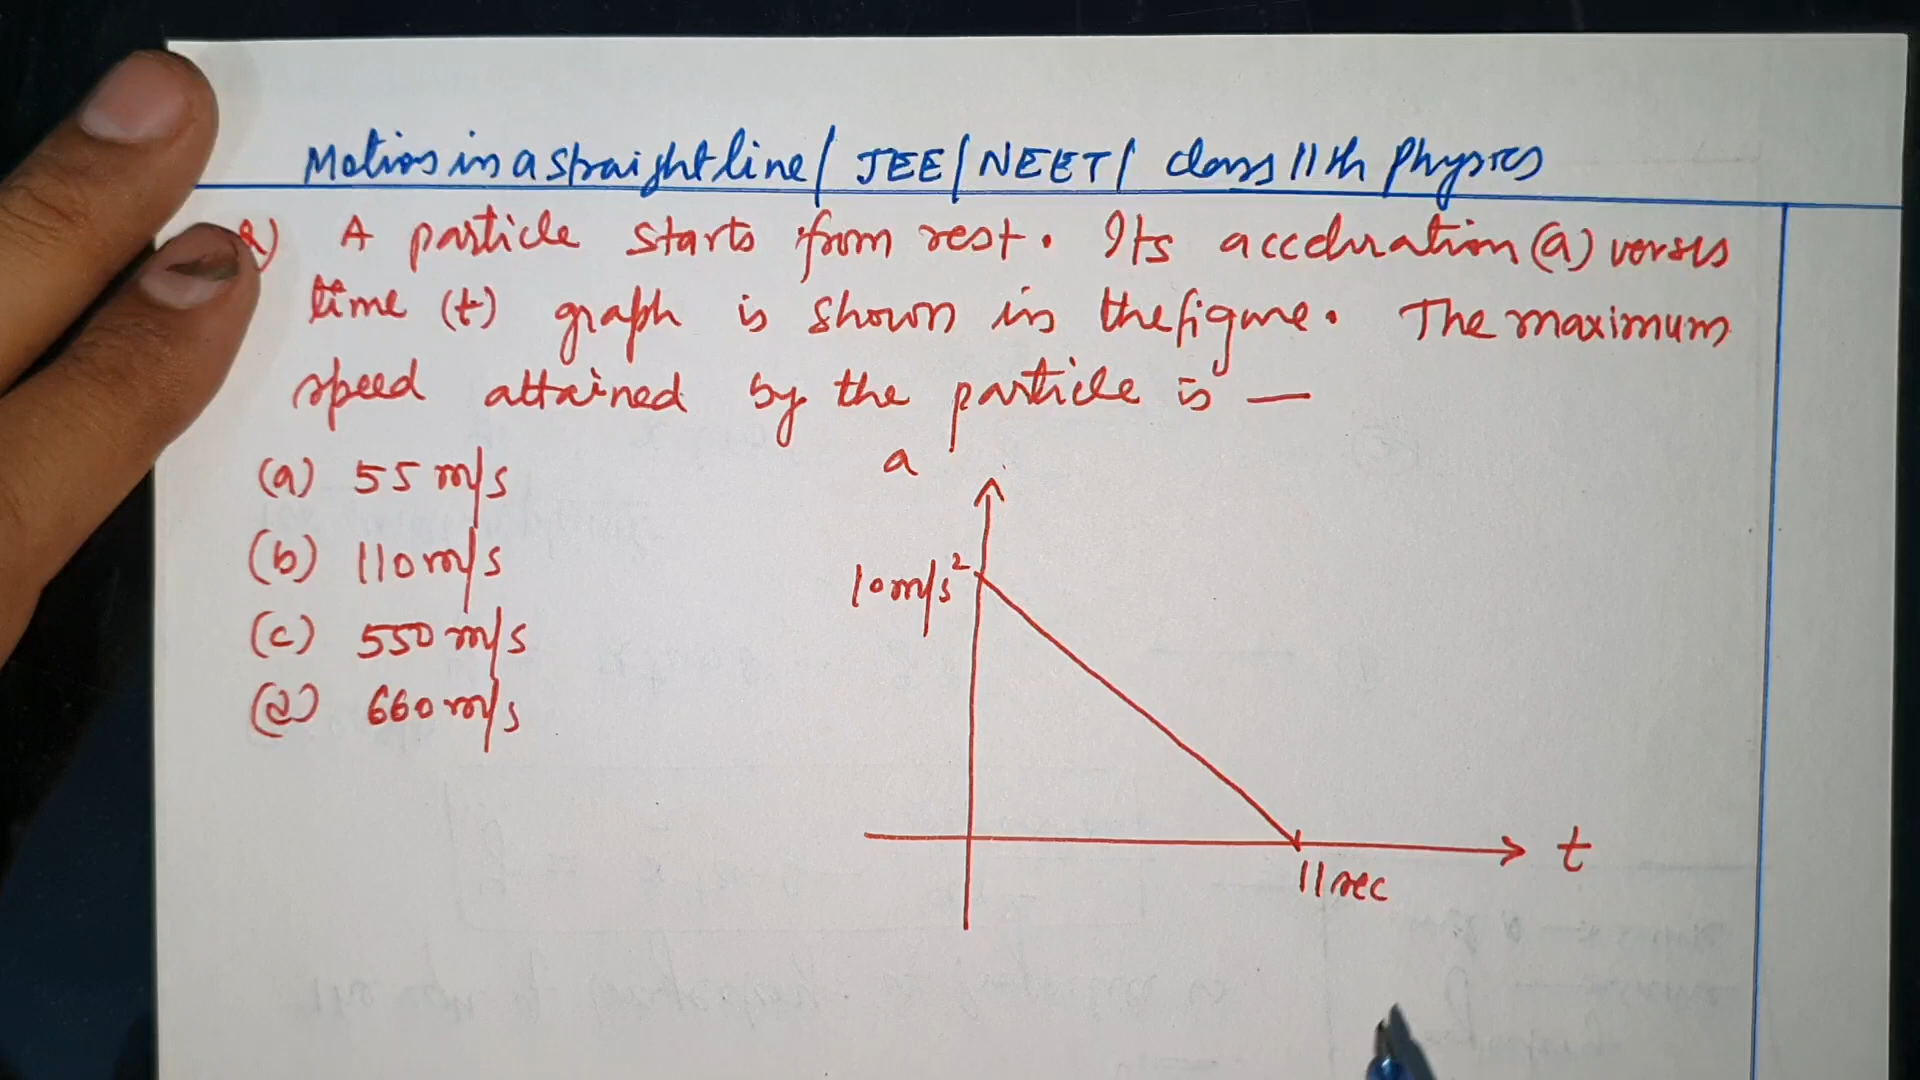 Motion in a straight line / JEE / NEET / class 11th Physics
Q) A particle starts from rest. Its acceleration (a) verses
time (t) graph is shown in the figure. The maximum
speed attained by the particle is —
(a) 55 m/s
(b) 110 m/s
(c) 550 m/s
(d) 660 m/s
a
10 m/s²
t
11 sec